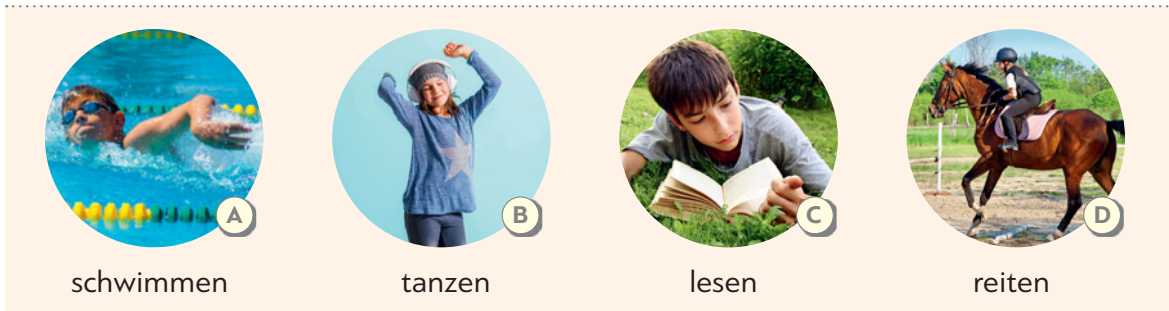 A
B
C
D
schwimmen
tanzen
lesen
reiten